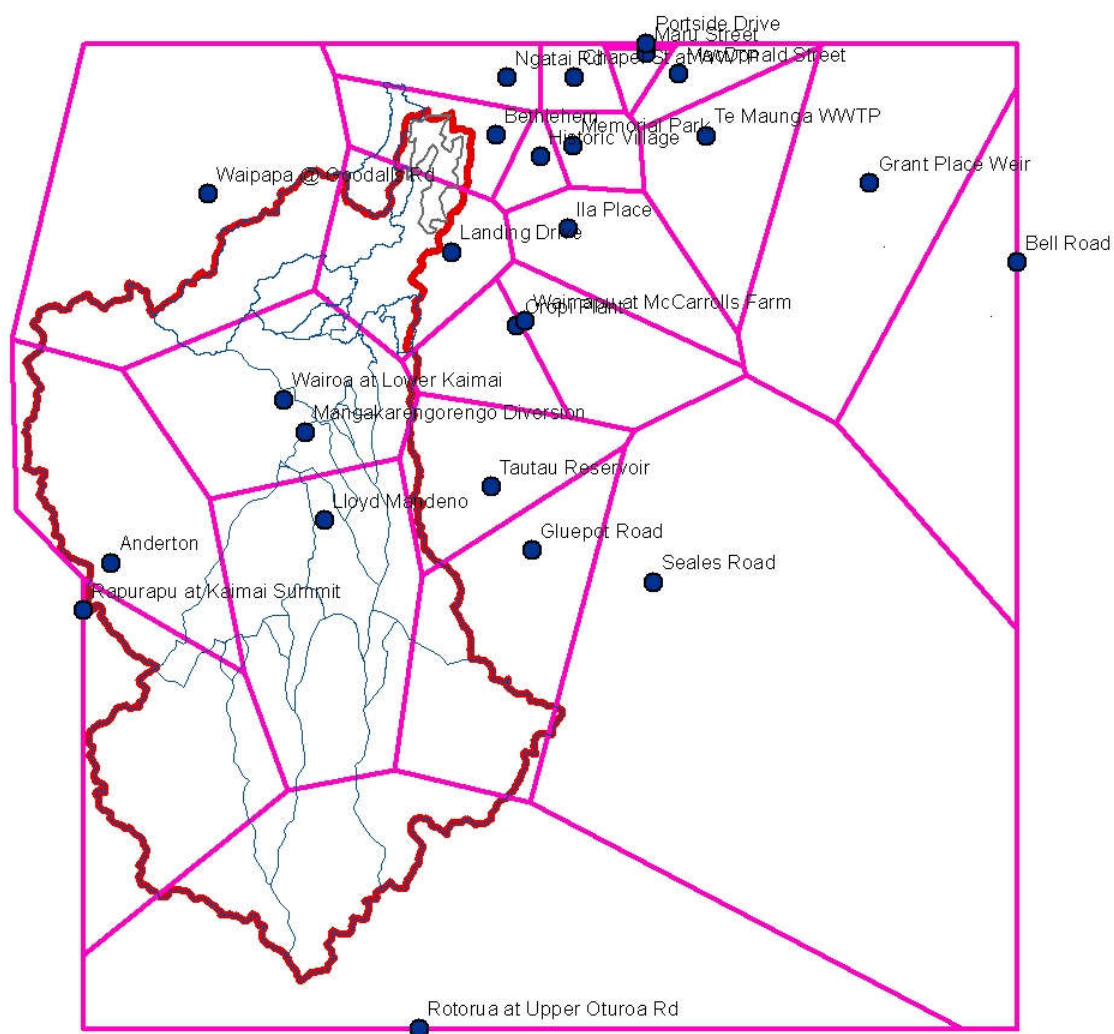 Portside Drive
Maru Street
Ngatai Rd
Chapel St at WWTP
MacDonald Street
Bethlehem
Memorial Park
Te Maunga WWTP
Historic Village
Waipapa @ Goodalls Rd
Grant Place Weir
Ila Place
Landing Drive
Bell Road
Waimapu at McCarrolls Farm
Oropi Plant
Wairoa at Lower Kaimai
Mangakarengorengo Diversion
Tautau Reservoir
Lloyd Mandeno
Gluepot Road
Anderton
Seales Road
Rapurapu at Kaimai Summit
Rotorua at Upper Oturoa Rd